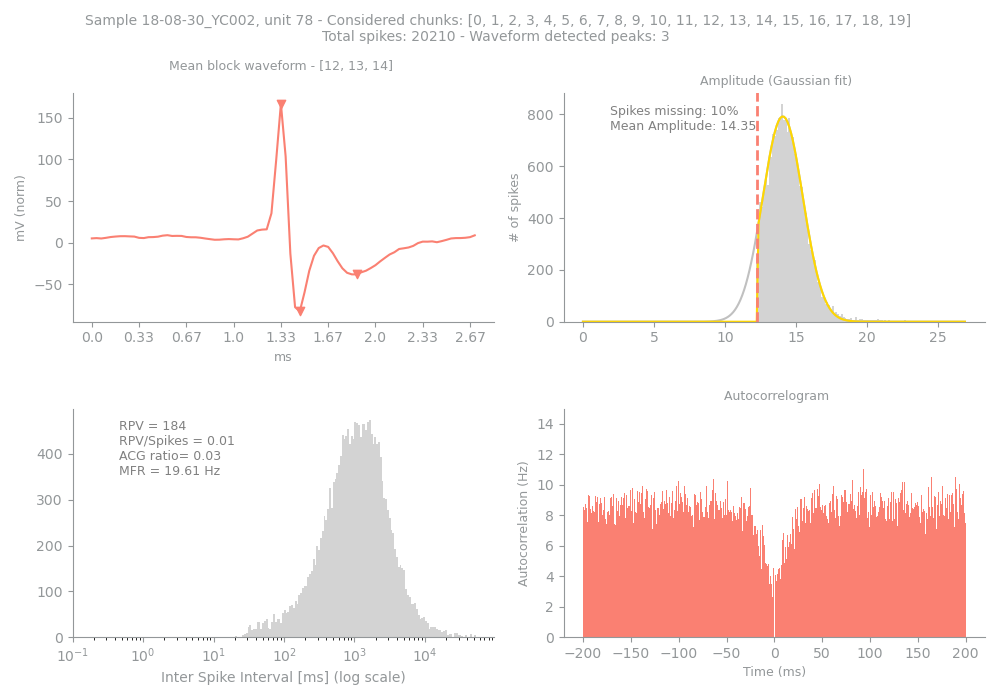 Sample 18-08-30_YC002, unit 78 - Considered chunks: [0, 1, 2, 3, 4, 5, 6, 7, 8, 9, 10, 11, 12, 13, 14, 15, 16, 17, 18, 19]
Total spikes: 20210 - Waveform detected peaks: 3
Mean block waveform - [12, 13, 14]
mV (norm)
150
100
50
0
−50
0.0 0.33 0.67 1.0 1.33 1.67 2.0 2.33 2.67
ms
Amplitude (Gaussian fit)
Spikes missing: 10%
Mean Amplitude: 14.35
# of spikes
800
600
400
200
0
0 5 10 15 20 25
RPV = 184
RPV/Spikes = 0.01
ACG ratio= 0.03
MFR = 19.61 Hz
400
300
200
100
0
10⁻¹ 10⁰ 10¹ 10² 10³ 10⁴
Inter Spike Interval [ms] (log scale)
Autocorrelogram
Autocorrelation (Hz)
14
12
10
8
6
4
2
0
−200 −150 −100 −50 0 50 100 150 200
Time (ms)